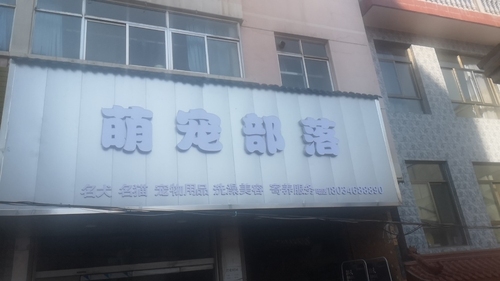 萌宠部落
名犬 名猫 宠物用品 洗澡美容 寄养服务